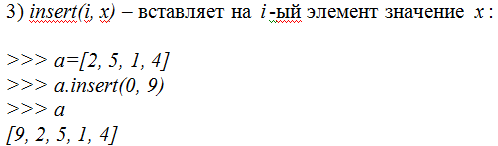 3) insert(i, x) – вставляет на i-ый элемент значение x:
>>> a=[2, 5, 1, 4]
>>> a.insert(0, 9)
>>> a
[9, 2, 5, 1, 4]